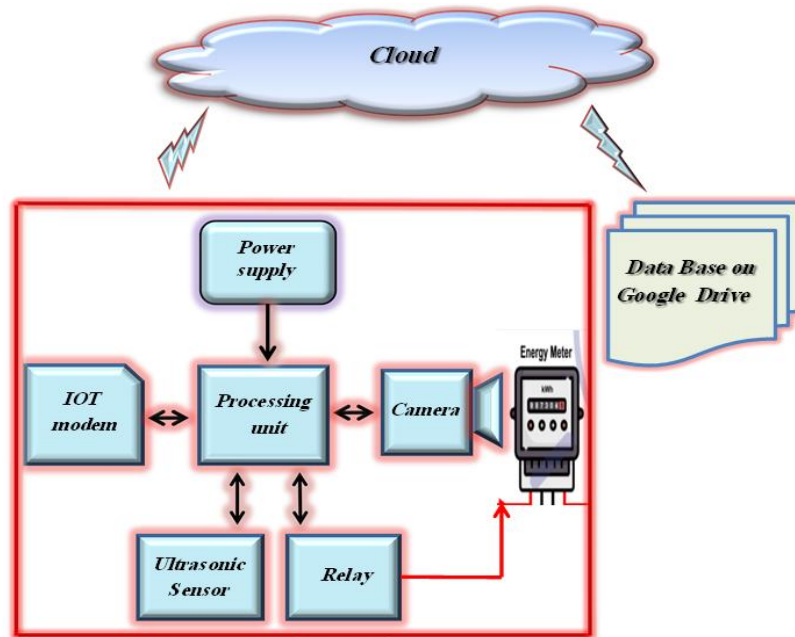 Cloud
Power
supply
Data Base on
Google Drive
Energy Meter
kWh
IOT
modem
Processing
unit
Camera
Ultrasonic
Sensor
Relay